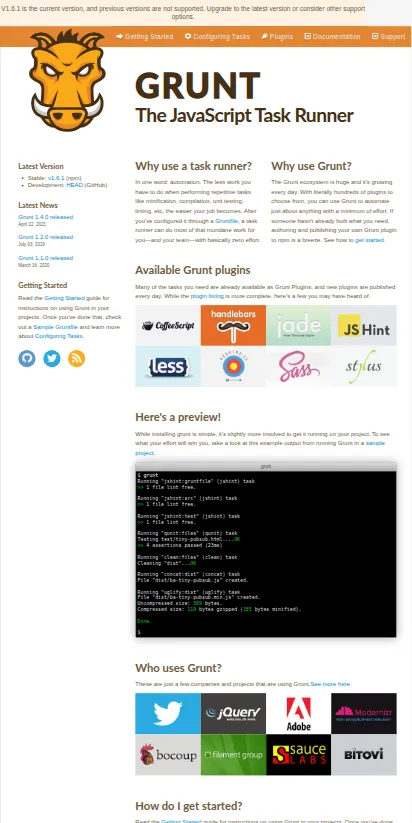 V1.6.1 is the current version, and previous versions are not supported. Upgrade to the latest version or consider other support
options.
Getting Started
Configuring Tasks
Plugins
Documentation
Support
GRUNT
The JavaScript Task Runner
Latest Version
Stable: v1.6.1 (npm)
Development: HEAD (GitHub)
Latest News
Grunt 1.4.0 released
April 22, 2021
Grunt 1.2.0 released
July 03, 2020
Grunt 1.1.0 released
March 16, 2020
Getting Started
Read the Getting Started guide for
instructions on using Grunt in your
projects. Once you've done that, check
out a Sample Gruntfile and learn more
about Configuring Tasks.
Why use a task runner?
In one word: automation. The less work you
have to do when performing repetitive tasks
like minification, compilation, unit testing,
linting, etc, the easier your job becomes. After
you've configured it through a Gruntfile, a task
runner can do most of that mundane work for
you—and your team—with basically zero effort.
Why use Grunt?
The Grunt ecosystem is huge and it's growing
every day. With literally hundreds of plugins to
choose from, you can use Grunt to automate
just about anything with a minimum of effort. If
someone hasn't already built what you need,
authoring and publishing your own Grunt plugin
to npm is a breeze. See how to get started.
Available Grunt plugins
Many of the tasks you need are already available as Grunt Plugins, and new plugins are published
every day. While the plugin listing is more complete, here's a few you may have heard of.
CoffeeScript
handlebars
jade
JS Hint
{less}
Sass
stylus
Here's a preview!
While installing grunt is simple, it's slightly more involved to get it running on your project. To see
what your effort will win you, take a look at this example output from running Grunt in a sample
project.
grunt
$ grunt
Running "jshint:gruntfile" (jshint) task
>> 1 file lint free.
Running "jshint:src" (jshint) task
>> 1 file lint free.
Running "jshint:test" (jshint) task
>> 1 file lint free.
Running "qunit:files" (qunit) task
Testing test/tiny-pubsub.html....OK
>> 4 assertions passed (23ms)
Running "clean:files" (clean) task
Cleaning "dist"...OK
Running "concat:dist" (concat) task
File "dist/ba-tiny-pubsub.js" created.
Running "uglify:dist" (uglify) task
File "dist/ba-tiny-pubsub.min.js" created.
Uncompressed size: 389 bytes.
Compressed size: 119 bytes gzipped (185 bytes minified).
Done.
$
Who uses Grunt?
These are just a few companies and projects that are using Grunt.See more here.
jQuery
Adobe
Modernizr
bocoup
filament group
SAUCE
LABS
BITOVI
How do I get started?
Read the Getting Started guide for instructions on using Grunt in your projects. Once you've done